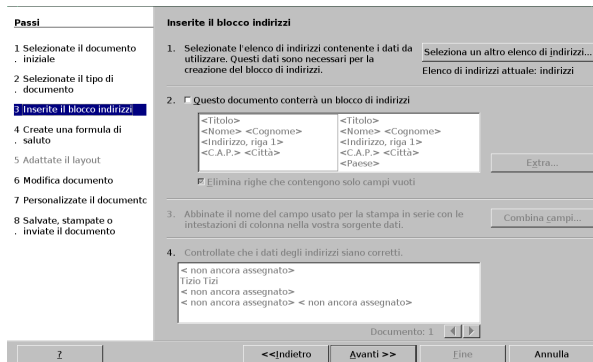 Passi
1 Selezionate il documento
. iniziale
2 Selezionate il tipo di
. documento
3 Inserite il blocco indirizzi
4 Create una formula di
. saluto
5 Adattate il layout
6 Modifica documento
7 Personalizzate il documentc
8 Salvate, stampate o
. inviate il documento
Inserite il blocco indirizzi
1. Selezionate l'elenco di indirizzi contenente i dati da
utilizzare. Questi dati sono necessari per la
creazione del blocco di indirizzi.
Seleziona un altro elenco di indirizzi...
Elenco di indirizzi attuale: indirizzi
2. Questo documento conterrà un blocco di indirizzi
<Titolo>
<Nome> <Cognome>
<Indirizzo, riga 1>
<C.A.P.> <Città>
<Titolo>
<Nome> <Cognome>
<Indirizzo, riga 1>
<C.A.P.> <Città>
<Paese>
Extra...
Elimina righe che contengono solo campi vuoti
3. Abbinate il nome del campo usato per la stampa in serie con le
intestazioni di colonna nella vostra sorgente dati.
Combina campi...
4. Controllate che i dati degli indirizzi siano corretti.
< non ancora assegnato>
Tizio Tizi
< non ancora assegnato>
< non ancora assegnato> < non ancora assegnato>
Documento: 1
?
<<Indietro
Avanti >>
Fine
Annulla